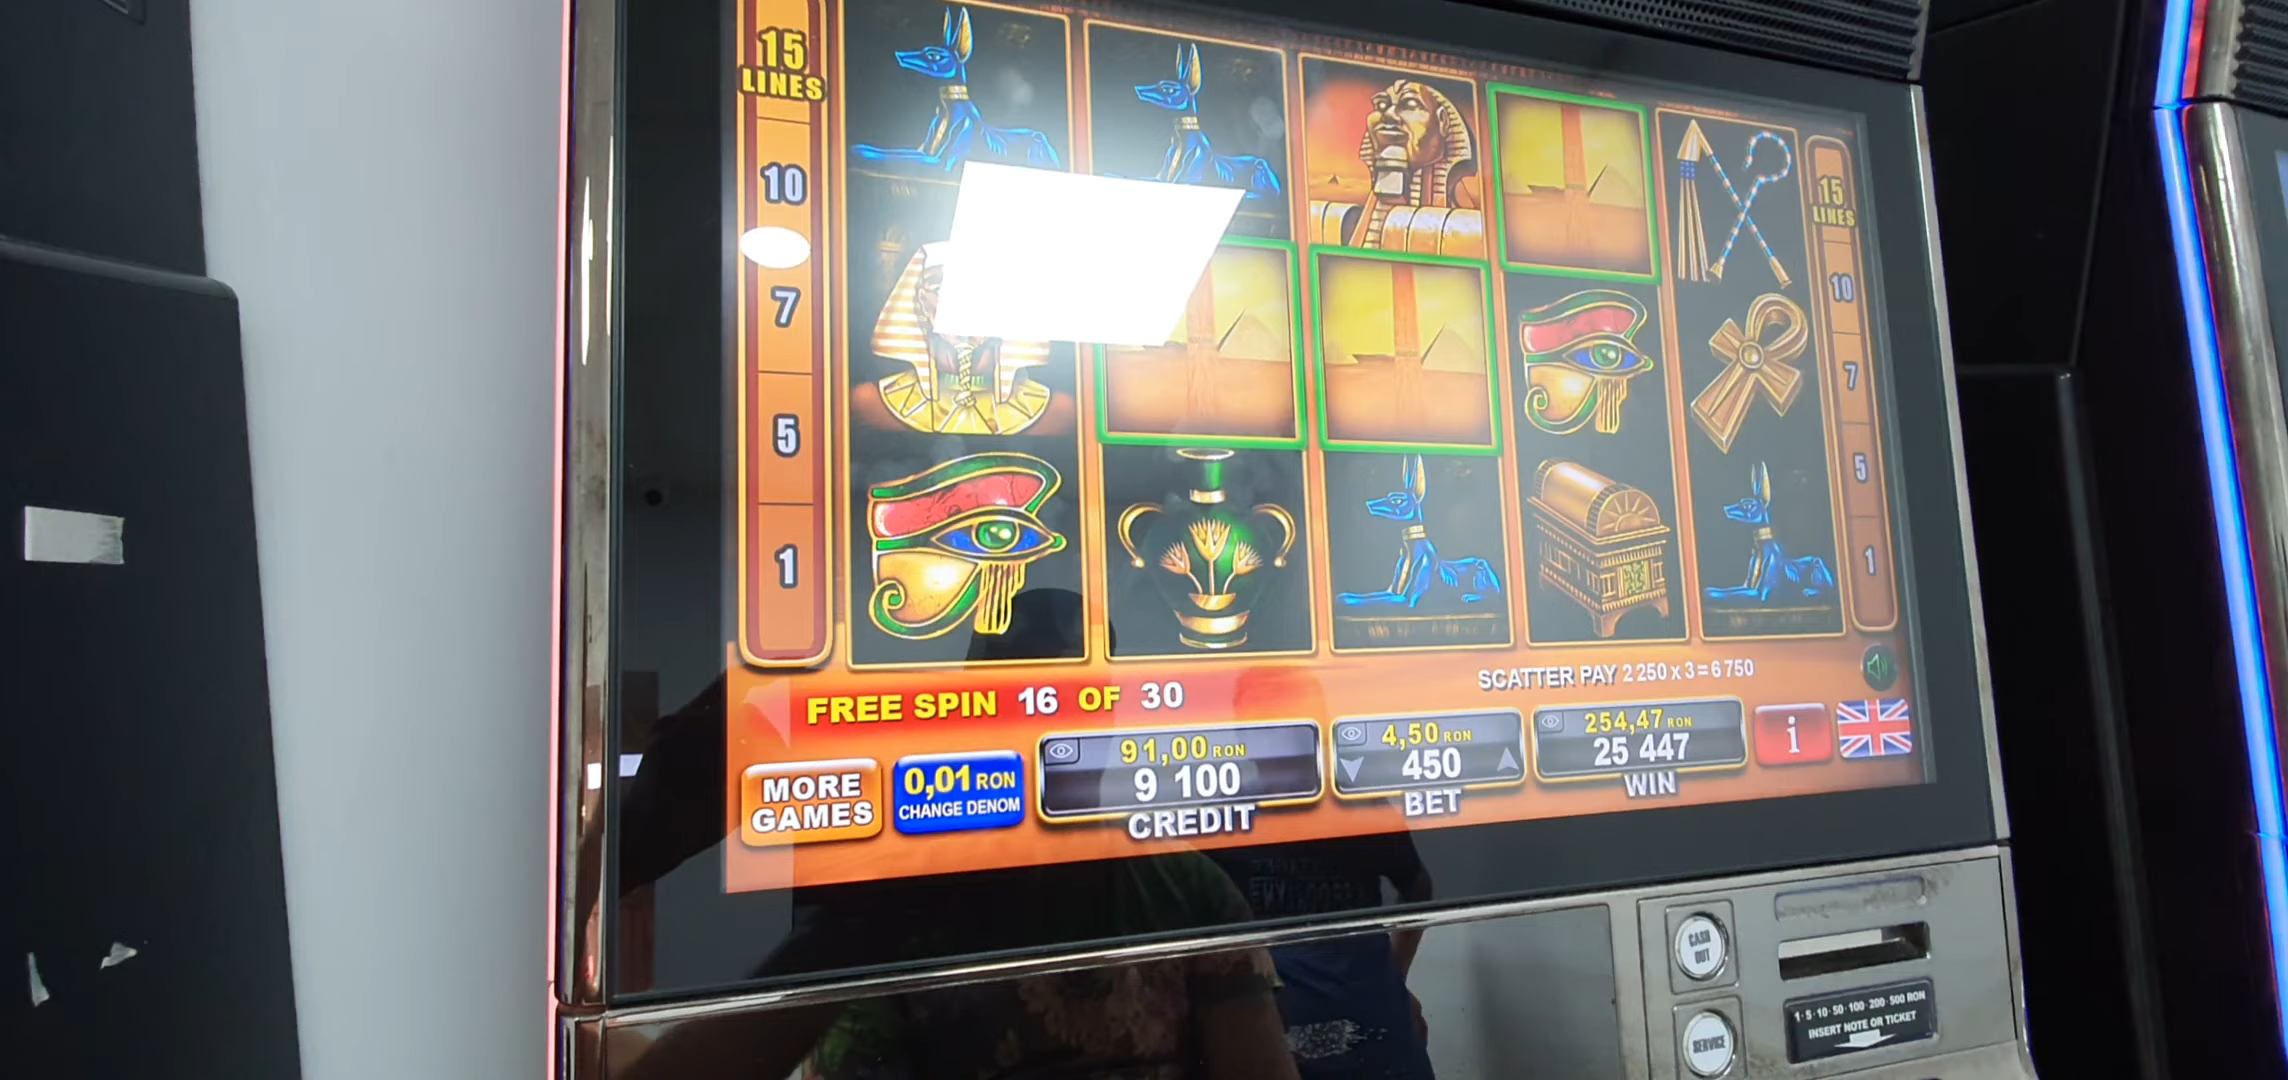 15
LINES
10
7
5
1
15
LINES
10
7
5
1
SCATTER PAY 2 250 x 3 = 6 750
FREE SPIN 16 OF 30
MORE
GAMES
0,01 RON
CHANGE DENOM
91,00 RON
9 100
CREDIT
4,50 RON
450
BET
254,47 RON
25 447
WIN
i
CASH
OUT
SERVICE
1·5·10·50·100·200·500 RON
INSERT NOTE OR TICKET